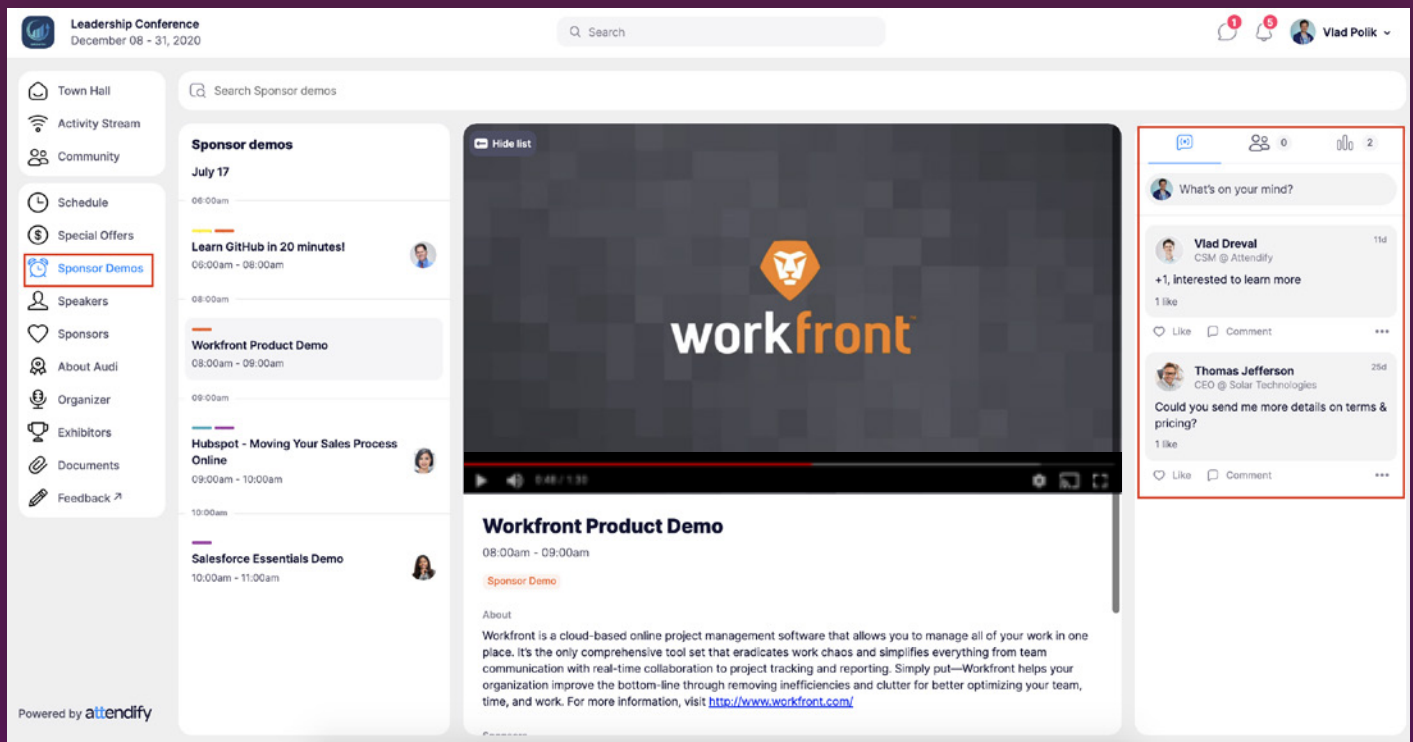 Leadership Conference
December 08 - 31, 2020
Search
1
5
Vlad Polik
Town Hall
Activity Stream
Community
Schedule
Special Offers
Sponsor Demos
Speakers
Sponsors
About Audi
Organizer
Exhibitors
Documents
Feedback
Powered by attendify
Search Sponsor demos
Sponsor demos
July 17
06:00am
Learn GitHub in 20 minutes!
06:00am - 08:00am
08:00am
Workfront Product Demo
08:00am - 09:00am
09:00am
Hubspot - Moving Your Sales Process
Online
09:00am - 10:00am
10:00am
Salesforce Essentials Demo
10:00am - 11:00am
Hide list
workfront™
0:46 / 1:30
Workfront Product Demo
08:00am - 09:00am
Sponsor Demo
About
Workfront is a cloud-based online project management software that allows you to manage all of your work in one
place. It's the only comprehensive tool set that eradicates work chaos and simplifies everything from team
communication with real-time collaboration to project tracking and reporting. Simply put—Workfront helps your
organization improve the bottom-line through removing inefficiencies and clutter for better optimizing your team,
time, and work. For more information, visit http://www.workfront.com/
0
2
What's on your mind?
Vlad Dreval
11d
CSM @ Attendify
+1, interested to learn more
1 like
Like
Comment
Thomas Jefferson
25d
CEO @ Solar Technologies
Could you send me more details on terms &
pricing?
1 like
Like
Comment